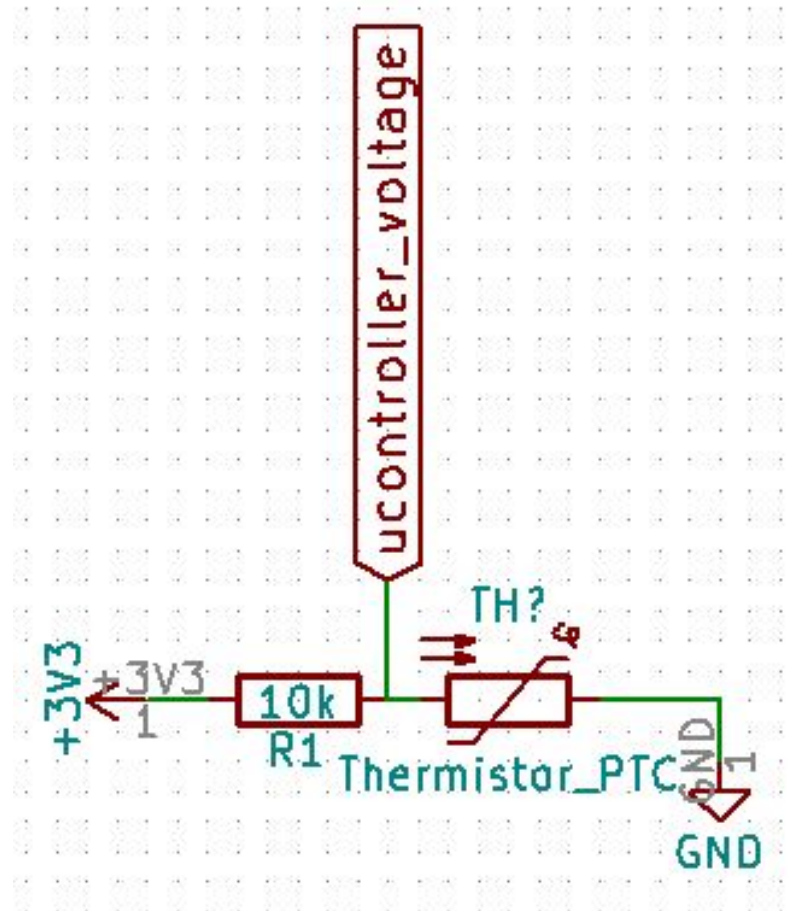 ucontroller_voltage
TH?
+3V3
+3V3
1
10k
R1
Thermistor_PTC
GND
1
GND